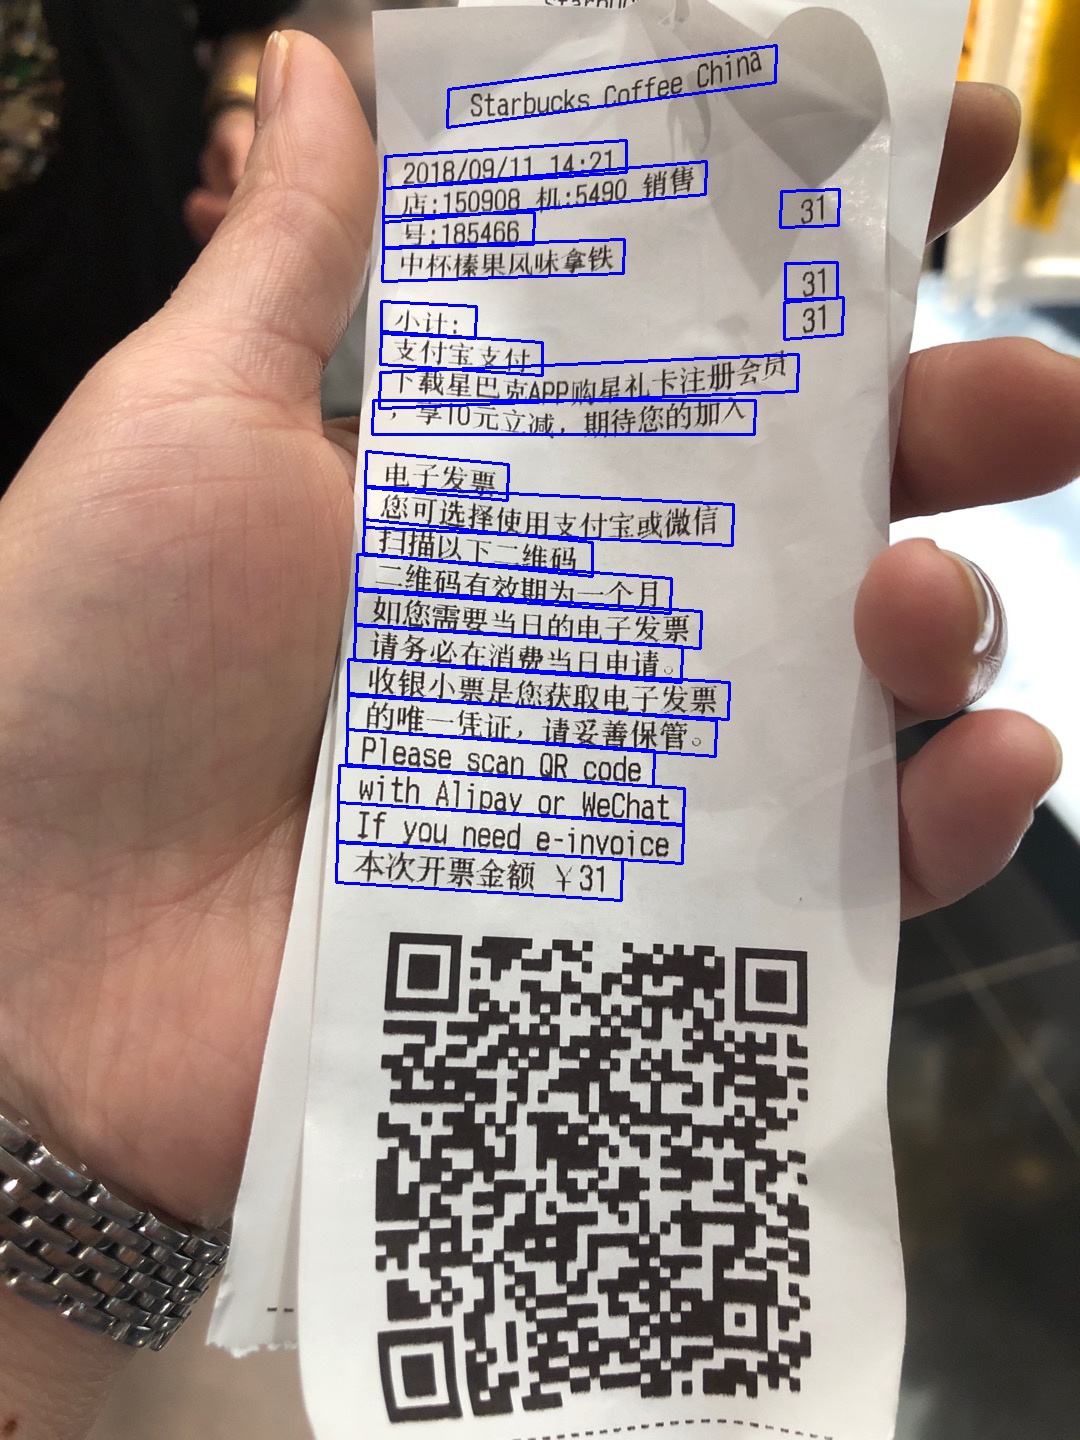 Starbucks Coffee China
2018/09/11 14:21
店:150908 机:5490 销售
号:185466
中杯榛果风味拿铁 31
小计: 31
支付宝支付 31
下载星巴克APP购星礼卡注册会员
，享10元立减，期待您的加入
电子发票
您可选择使用支付宝或微信
扫描以下二维码
二维码有效期为一个月
如您需要当日的电子发票
请务必在消费当日申请。
收银小票是您获取电子发票
的唯一凭证，请妥善保管。
Please scan QR code
with Alipay or WeChat
If you need e-invoice
本次开票金额 ￥31